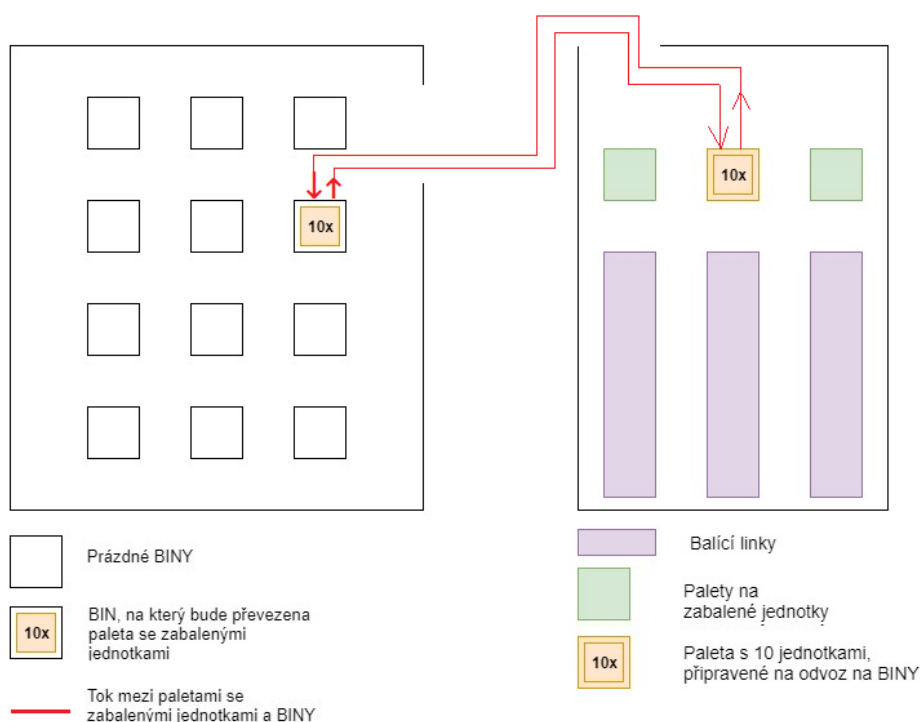 10x
10x
Prázdné BINY
10x
BIN, na který bude převezena
paleta se zabalenými
jednotkami
Tok mezi paletami se
zabalenými jednotkami a BINY
Balící linky
Palety na
zabalené jednotky
10x
Paleta s 10 jednotkami,
připravené na odvoz na BINY